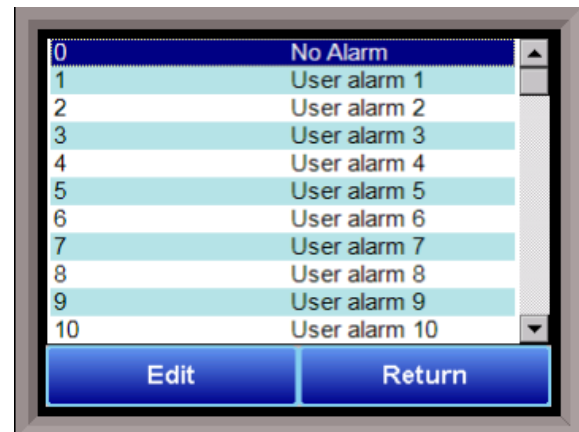 0 No Alarm
1 User alarm 1
2 User alarm 2
3 User alarm 3
4 User alarm 4
5 User alarm 5
6 User alarm 6
7 User alarm 7
8 User alarm 8
9 User alarm 9
10 User alarm 10
Edit Return